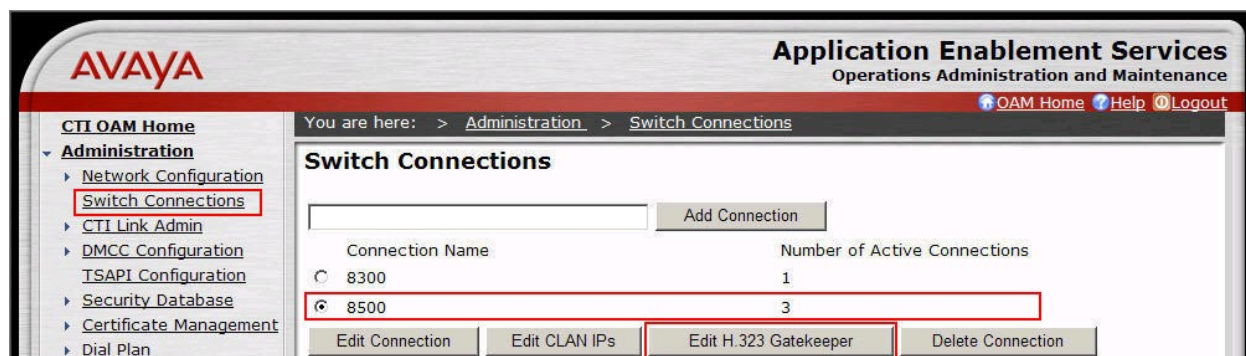 AVAYA
Application Enablement Services
Operations Administration and Maintenance
OAM Home ?Help Logout
CTI OAM Home
You are here: > Administration > Switch Connections
Administration
Network Configuration
Switch Connections
CTI Link Admin
DMCC Configuration
TSAPI Configuration
Security Database
Certificate Management
Dial Plan
Switch Connections
Add Connection
Connection Name Number of Active Connections
8300 1
8500 3
Edit Connection Edit CLAN IPs Edit H.323 Gatekeeper Delete Connection